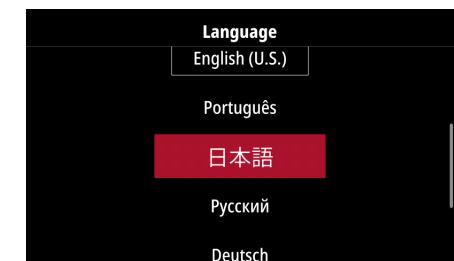 Language
English (U.S.)
Português
日本語
Русский
Deutsch